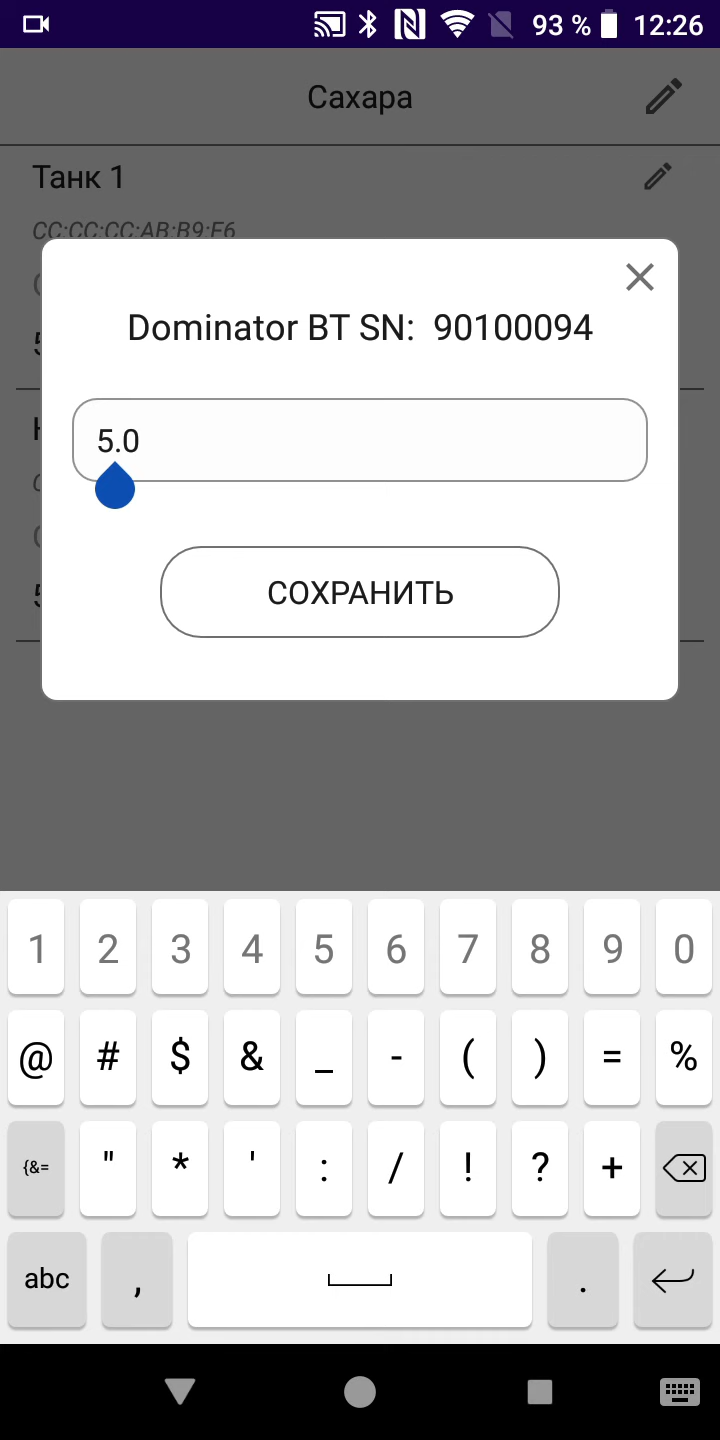 93 % 12:26
Сахара
Танк 1
CC:CC:CC:AB:B9:F6
Dominator BT SN: 90100094
5.0
СОХРАНИТЬ
1 2 3 4 5 6 7 8 9 0
@ # $ & _ - ( ) = %
{&= " * ' : / ! ? +
abc , .